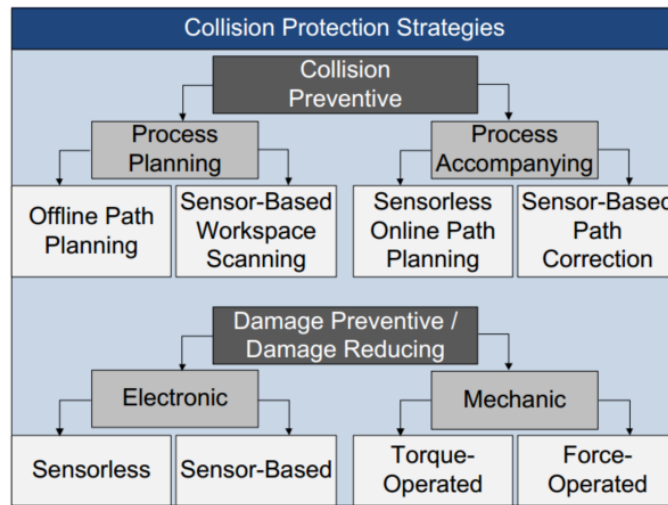 Collision Protection Strategies
Collision
Preventive
Process
Planning
Process
Accompanying
Offline Path
Planning
Sensor-Based
Workspace
Scanning
Sensorless
Online Path
Planning
Sensor-Based
Path
Correction
Damage Preventive /
Damage Reducing
Electronic
Mechanic
Sensorless
Sensor-Based
Torque-
Operated
Force-
Operated